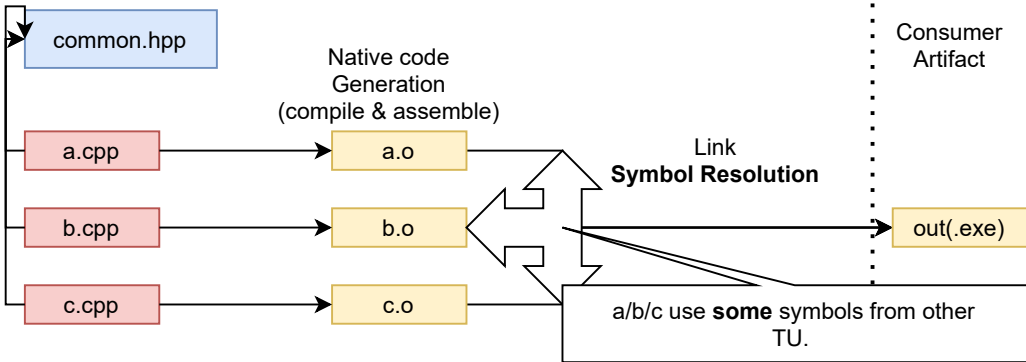 common.hpp
Consumer
Artifact
Native code
Generation
(compile & assemble)
a.cpp
a.o
Link
Symbol Resolution
b.cpp
b.o
out(.exe)
c.cpp
c.o
a/b/c use some symbols from other
TU.